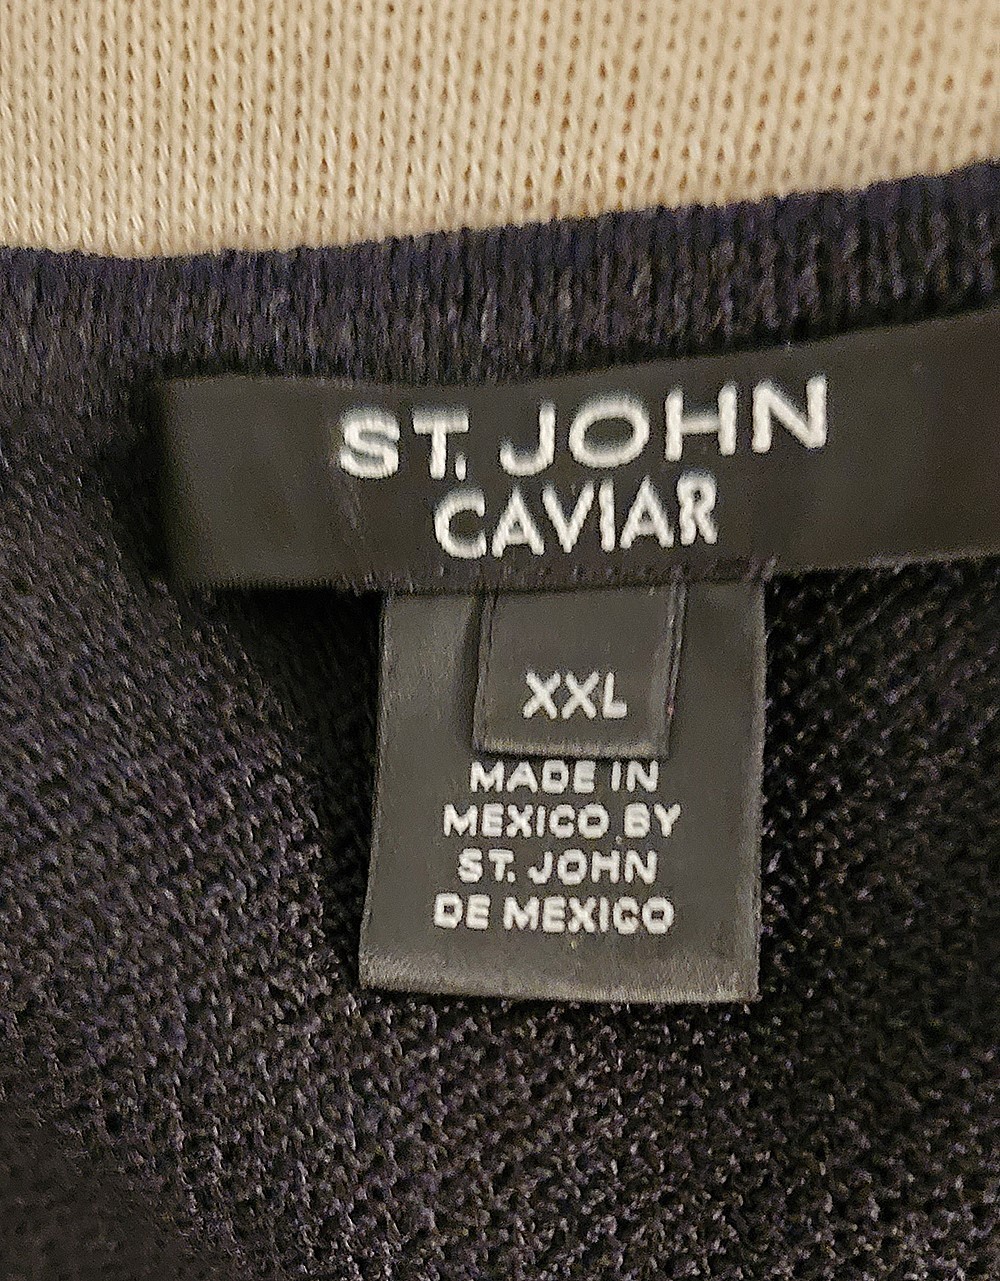 ST. JOHN
CAVIAR
XXL
MADE IN
MEXICO BY
ST. JOHN
DE MEXICO